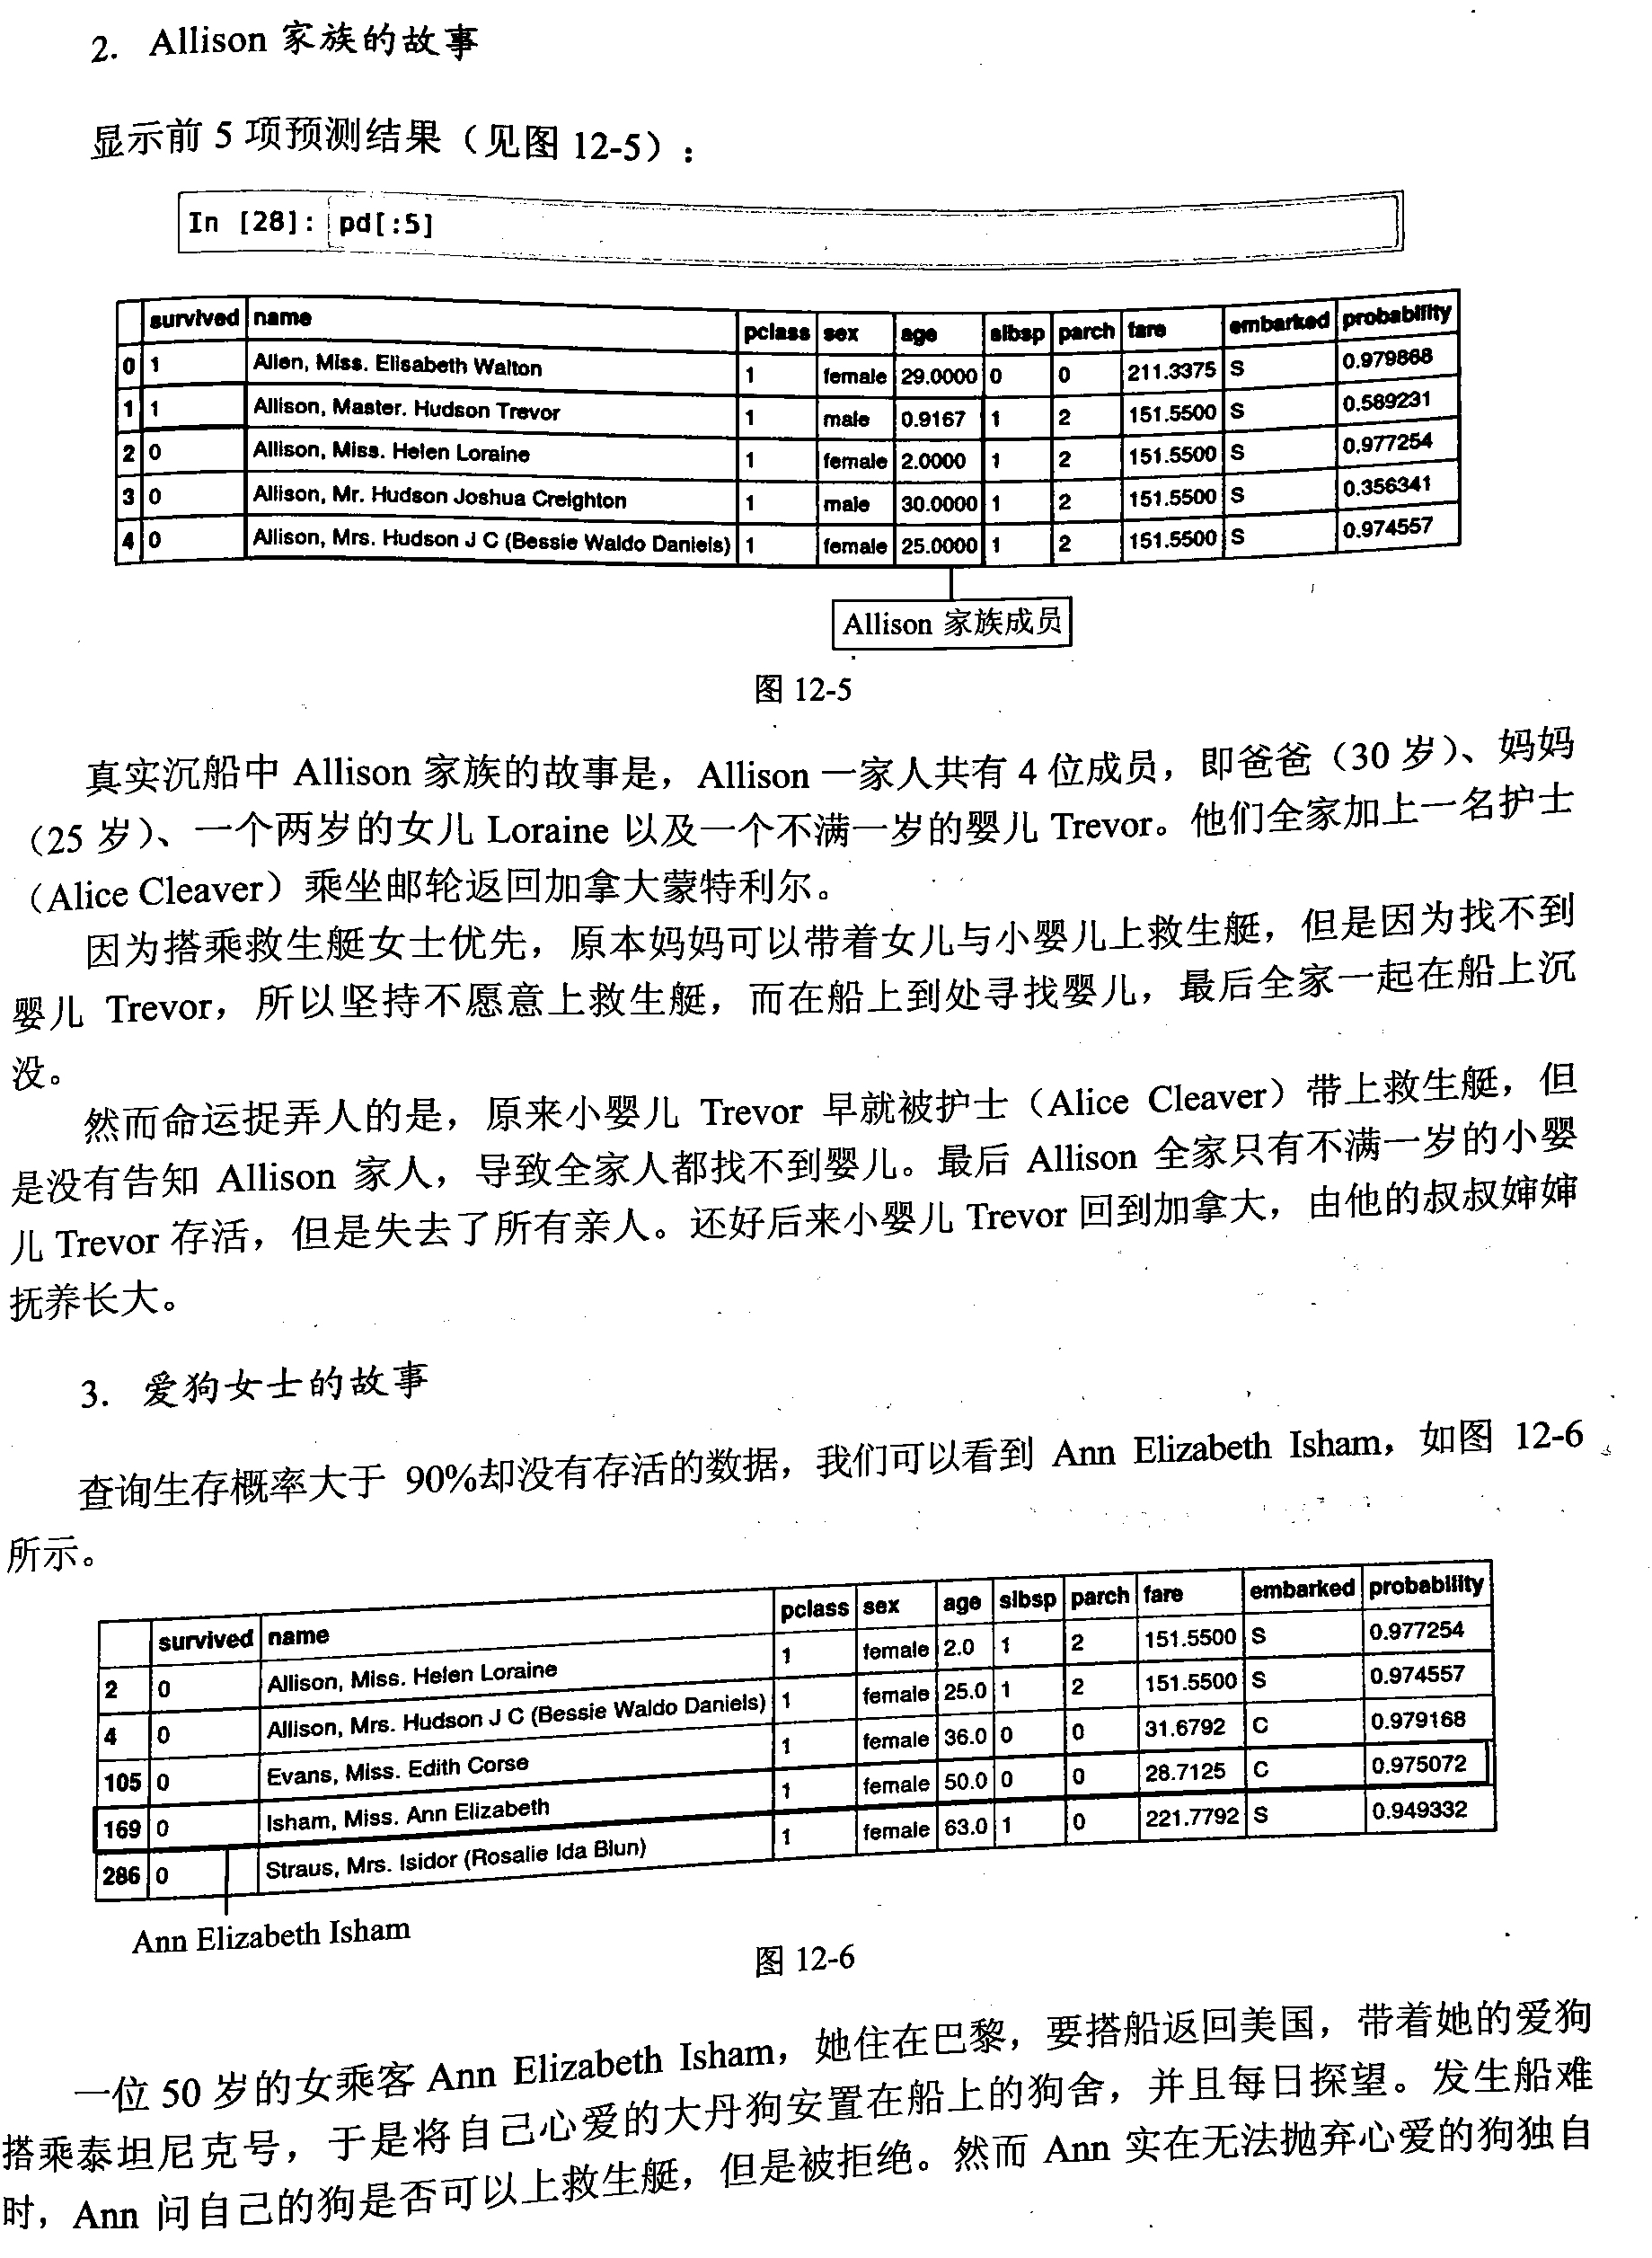 2. Allison 家族的故事
显示前 5 项预测结果（见图 12-5）：
In [28]: pd[:5]
survived name pclass sex age sibsp parch fare embarked probability
0 1 Allen, Miss. Elisabeth Walton 1 female 29.0000 0 0 211.3375 S 0.979868
1 1 Allison, Master. Hudson Trevor 1 male 0.9167 1 2 151.5500 S 0.589231
2 0 Allison, Miss. Helen Loraine 1 female 2.0000 1 2 151.5500 S 0.977254
3 0 Allison, Mr. Hudson Joshua Creighton 1 male 30.0000 1 2 151.5500 S 0.356341
4 0 Allison, Mrs. Hudson J C (Bessie Waldo Daniels) 1 female 25.0000 1 2 151.5500 S 0.974557
Allison 家族成员
图 12-5
真实沉船中 Allison 家族的故事是，Allison 一家人共有 4 位成员，即爸爸（30 岁）、妈妈
（25 岁）、一个两岁的女儿 Loraine 以及一个不满一岁的婴儿 Trevor。他们全家加上一名护士
（Alice Cleaver）乘坐邮轮返回加拿大蒙特利尔。
因为搭乘救生艇女士优先，原本妈妈可以带着女儿与小婴儿上救生艇，但是因为找不到
婴儿 Trevor，所以坚持不愿意上救生艇，而在船上到处寻找婴儿，最后全家一起在船上沉
没。
然而命运捉弄人的是，原来小婴儿 Trevor 早就被护士（Alice Cleaver）带上救生艇，但
是没有告知 Allison 家人，导致全家人都找不到婴儿。最后 Allison 全家只有不满一岁的小婴
儿 Trevor 存活，但是失去了所有亲人。还好后来小婴儿 Trevor 回到加拿大，由他的叔叔婶婶
抚养长大。
3. 爱狗女士的故事
查询生存概率大于 90%却没有存活的数据，我们可以看到 Ann Elizabeth Isham，如图 12-6
所示。
survived name pclass sex age sibsp parch fare embarked probability
2 0 Allison, Miss. Helen Loraine 1 female 2.0 1 2 151.5500 S 0.977254
4 0 Allison, Mrs. Hudson J C (Bessie Waldo Daniels) 1 female 25.0 1 2 151.5500 S 0.974557
105 0 Evans, Miss. Edith Corse 1 female 36.0 0 0 31.6792 C 0.979168
169 0 Isham, Miss. Ann Elizabeth 1 female 50.0 0 0 28.7125 C 0.975072
286 0 Straus, Mrs. Isidor (Rosalie Ida Blun) 1 female 63.0 1 0 221.7792 S 0.949332
Ann Elizabeth Isham
图 12-6
一位 50 岁的女乘客 Ann Elizabeth Isham，她住在巴黎，要搭船返回美国，带着她的爱狗
搭乘泰坦尼克号，于是将自己心爱的大丹狗安置在船上的狗舍，并且每日探望。发生船难
时，Ann 问自己的狗是否可以上救生艇，但是被拒绝。然而 Ann 实在无法抛弃心爱的狗独自